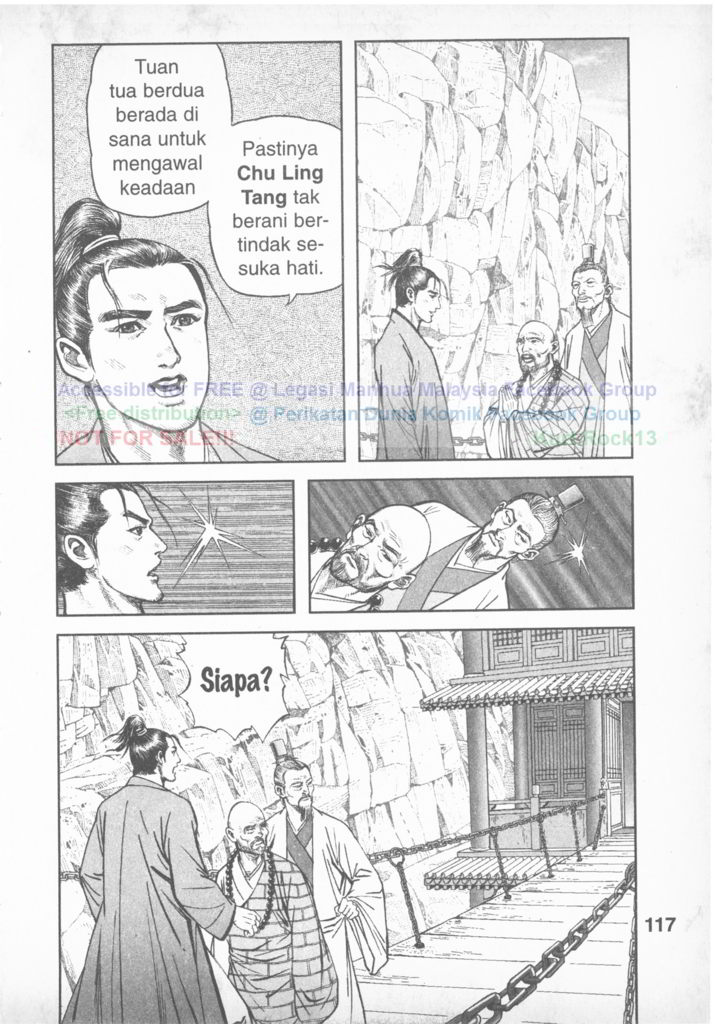 Tuan
tua berdua
berada di
sana untuk
mengawal
keadaan
Pastinya
Chu Ling
Tang tak
berani ber-
tindak se-
suka hati.
Accessible for FREE @ Legasi Manhua Malaysia Facebook Group
<Free distribution> @ Perikatan Dunia Komik Facebook Group
NOT FOR SALE!!!
Rock13
Siapa?
117